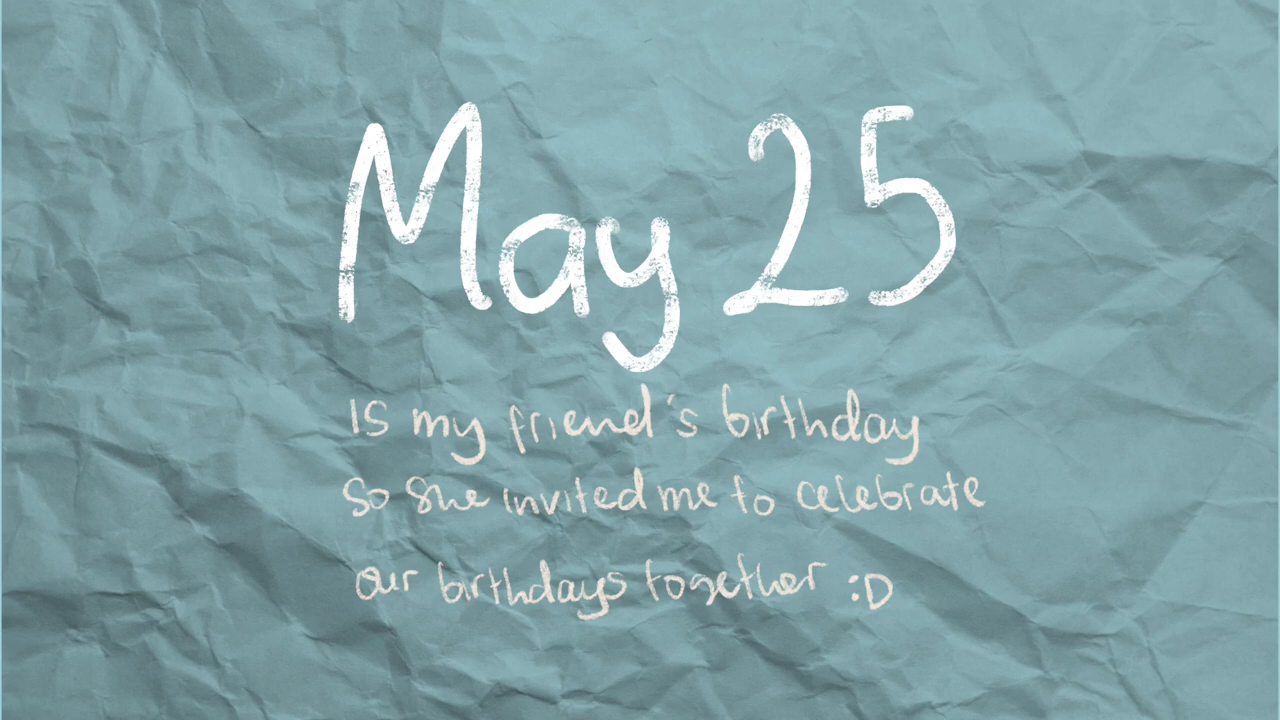 May 25
Is my friend's birthday
So She invited me to celebrate
our birthdays together :D